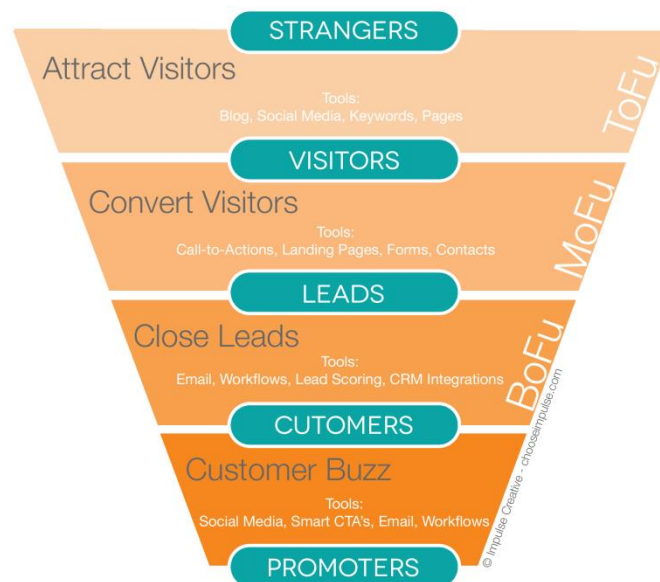 STRANGERS
Attract Visitors
Tools:
Blog, Social Media, Keywords, Pages
ToFu
VISITORS
Convert Visitors
Tools:
Call-to-Actions, Landing Pages, Forms, Contacts
MoFu
LEADS
Close Leads
Tools:
Email, Workflows, Lead Scoring, CRM Integrations
BoFu
CUTOMERS
Customer Buzz
Tools:
Social Media, Smart CTA's, Email, Workflows
© Impulse Creative - chooseimpulse.com
PROMOTERS